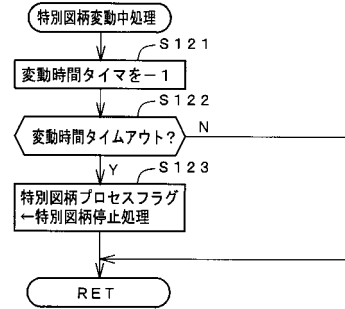 特別図柄変動中処理
S121
変動時間タイマを－1
S122
変動時間タイムアウト？
N
Y
S123
特別図柄プロセスフラグ
←特別図柄停止処理
RET